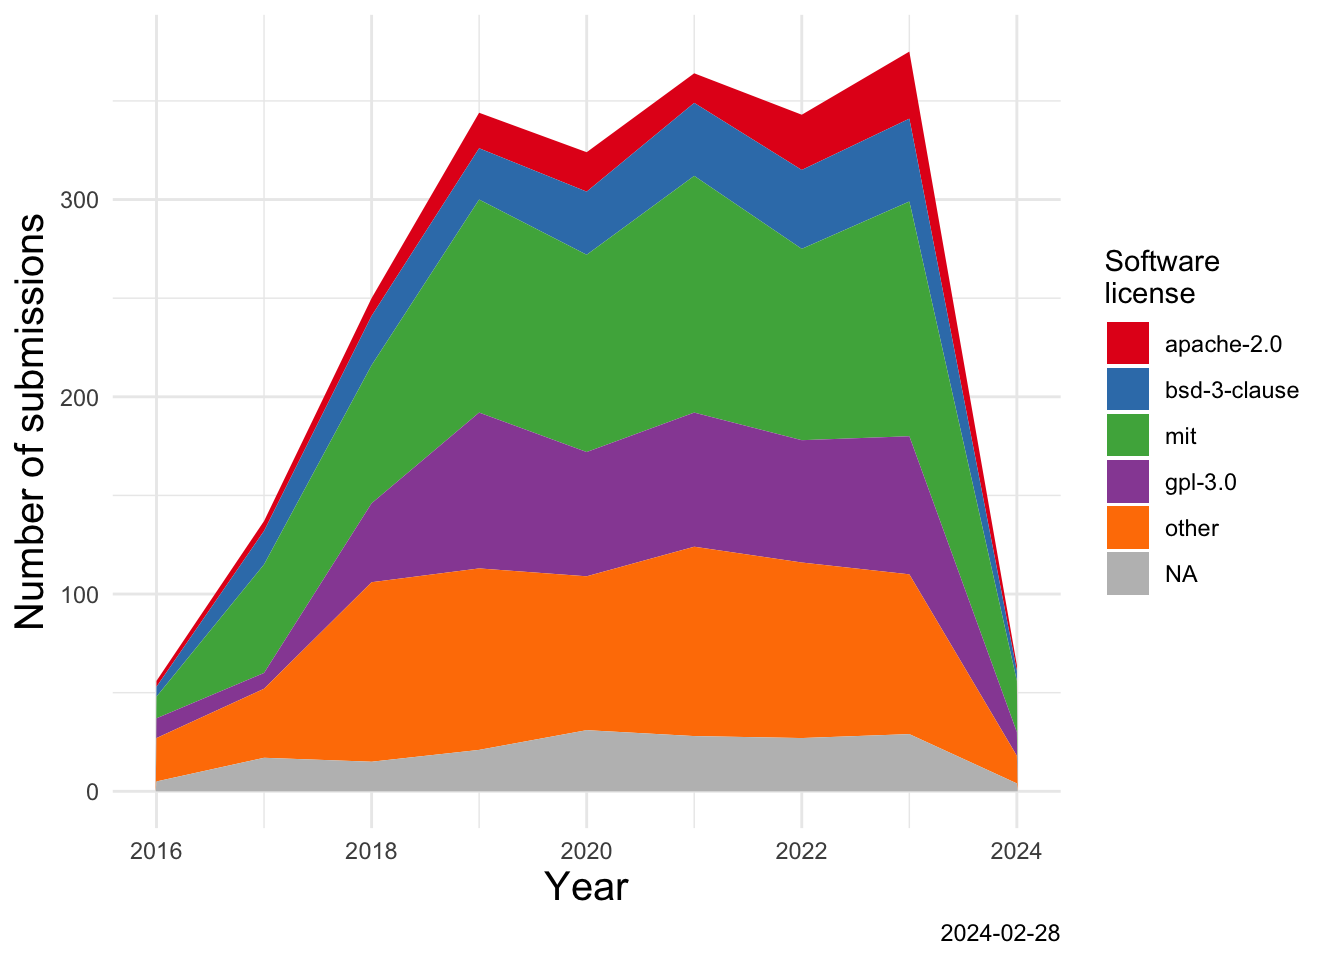 Number of submissions
300
200
100
0
2016 2018 2020 2022 2024
Year
2024-02-28
Software
license
apache-2.0
bsd-3-clause
mit
gpl-3.0
other
NA